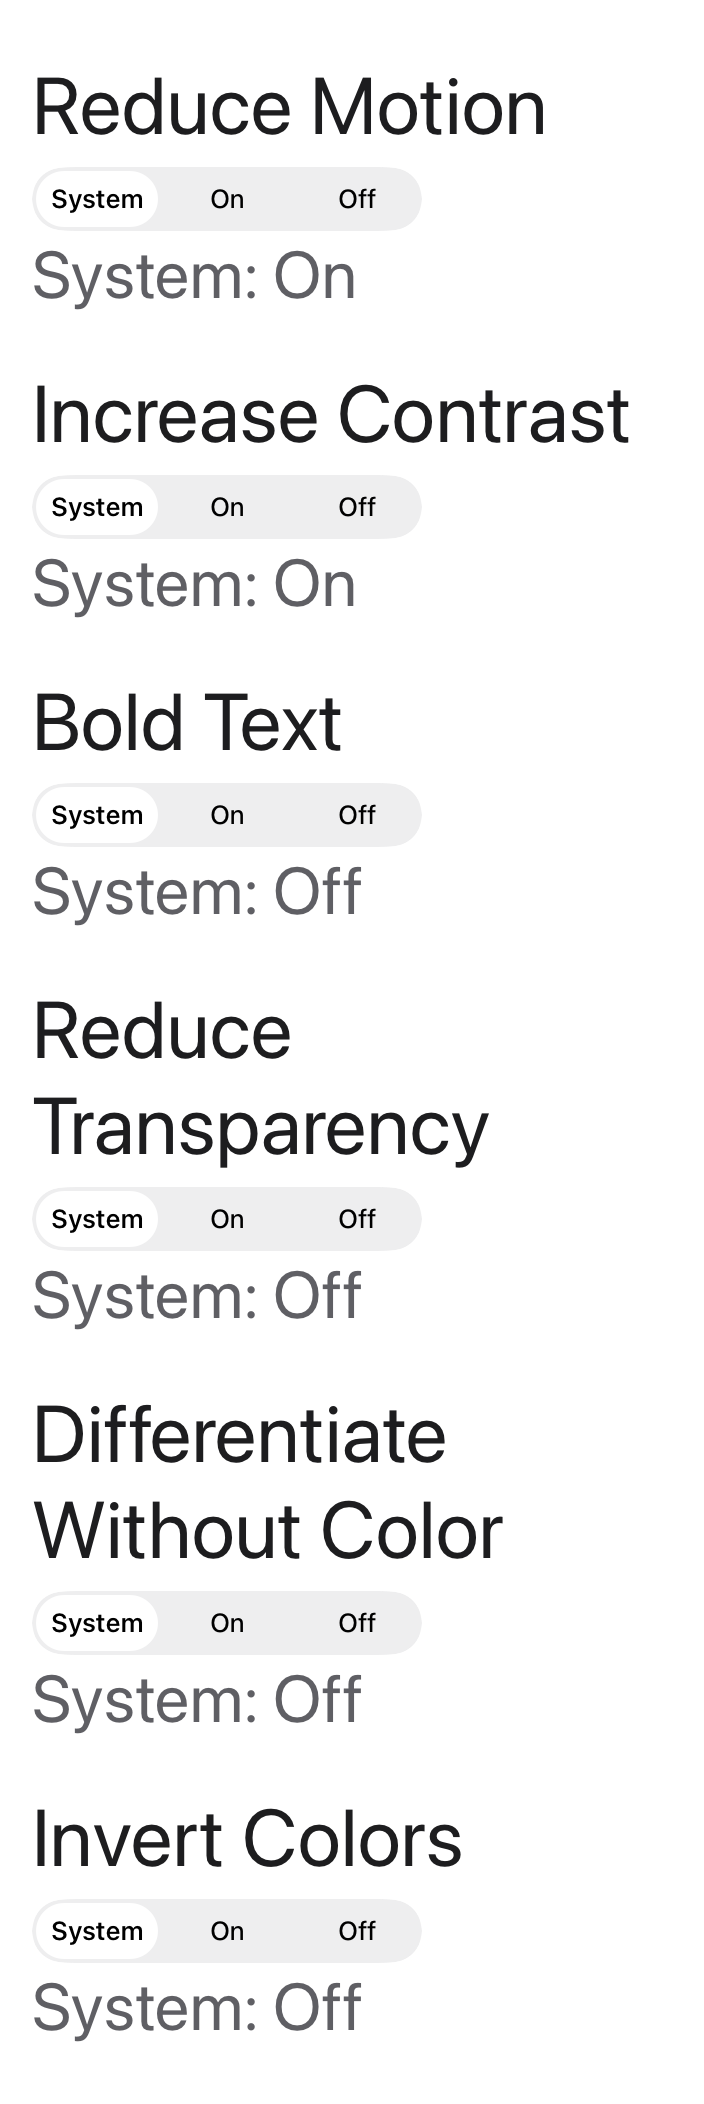 Reduce Motion
System On Off
System: On
Increase Contrast
System On Off
System: On
Bold Text
System On Off
System: Off
Reduce
Transparency
System On Off
System: Off
Differentiate
Without Color
System On Off
System: Off
Invert Colors
System On Off
System: Off